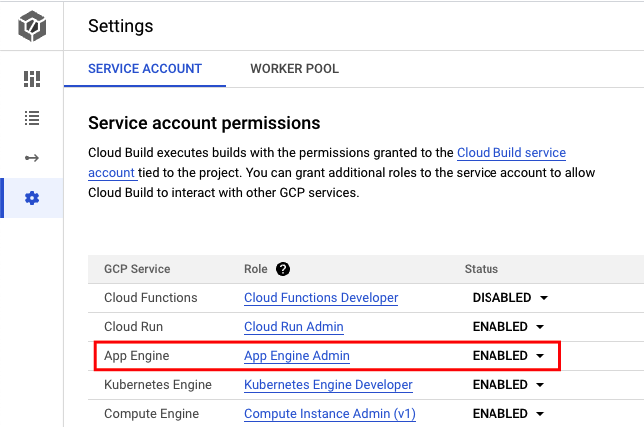 Settings
SERVICE ACCOUNT WORKER POOL
Service account permissions
Cloud Build executes builds with the permissions granted to the Cloud Build service
account tied to the project. You can grant additional roles to the service account to allow
Cloud Build to interact with other GCP services.
GCP Service Role ? Status
Cloud Functions Cloud Functions Developer DISABLED
Cloud Run Cloud Run Admin ENABLED
App Engine App Engine Admin ENABLED
Kubernetes Engine Kubernetes Engine Developer ENABLED
Compute Engine Compute Instance Admin (v1) ENABLED